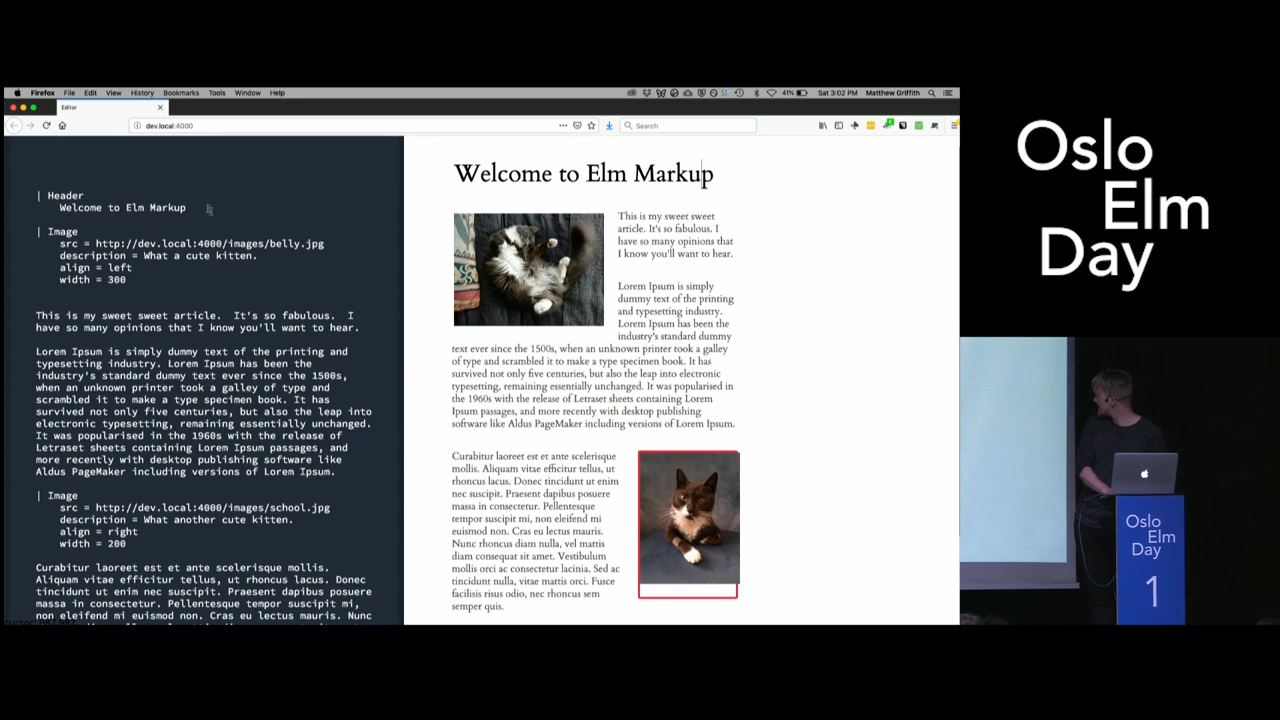 Firefox File Edit View History Bookmarks Tools Window Help
41% Sat 3:02 PM Matthew Griffith
Editor
dev.local:4000
Search
| Header
Welcome to Elm Markup
| Image
src = http://dev.local:4000/images/belly.jpg
description = What a cute kitten.
align = left
width = 300
This is my sweet sweet article. It's so fabulous. I
have so many opinions that I know you'll want to hear.
Lorem Ipsum is simply dummy text of the printing and
typesetting industry. Lorem Ipsum has been the
industry's standard dummy text ever since the 1500s,
when an unknown printer took a galley of type and
scrambled it to make a type specimen book. It has
survived not only five centuries, but also the leap into
electronic typesetting, remaining essentially unchanged.
It was popularised in the 1960s with the release of
Letraset sheets containing Lorem Ipsum passages, and
more recently with desktop publishing software like
Aldus PageMaker including versions of Lorem Ipsum.
| Image
src = http://dev.local:4000/images/school.jpg
description = What another cute kitten.
align = right
width = 200
Curabitur laoreet est et ante scelerisque mollis.
Aliquam vitae efficitur tellus, ut rhoncus lacus. Donec
tincidunt ut enim nec suscipit. Praesent dapibus posuere
massa in consectetur. Pellentesque tempor suscipit mi,
non eleifend mi euismod non. Cras eu lectus mauris. Nunc
Welcome to Elm Markup
This is my sweet sweet
article. It's so fabulous. I
have so many opinions that
I know you'll want to hear.
Lorem Ipsum is simply
dummy text of the printing
and typesetting industry.
Lorem Ipsum has been the
industry's standard dummy
text ever since the 1500s, when an unknown printer took a galley
of type and scrambled it to make a type specimen book. It has
survived not only five centuries, but also the leap into electronic
typesetting, remaining essentially unchanged. It was popularised in
the 1960s with the release of Letraset sheets containing Lorem
Ipsum passages, and more recently with desktop publishing
software like Aldus PageMaker including versions of Lorem Ipsum.
Curabitur laoreet est et ante scelerisque
mollis. Aliquam vitae efficitur tellus, ut
rhoncus lacus. Donec tincidunt ut enim
nec suscipit. Praesent dapibus posuere
massa in consectetur. Pellentesque
tempor suscipit mi, non eleifend mi
euismod non. Cras eu lectus mauris.
Nunc rhoncus diam nulla, vel mattis
diam consequat sit amet. Vestibulum
mollis orci ac consectetur lacinia. Sed ac
tincidunt nulla, vitae mattis orci. Fusce
facilisis risus odio, nec rhoncus sem
semper quis.
Oslo
Elm
Day
Oslo
Elm
Day
1